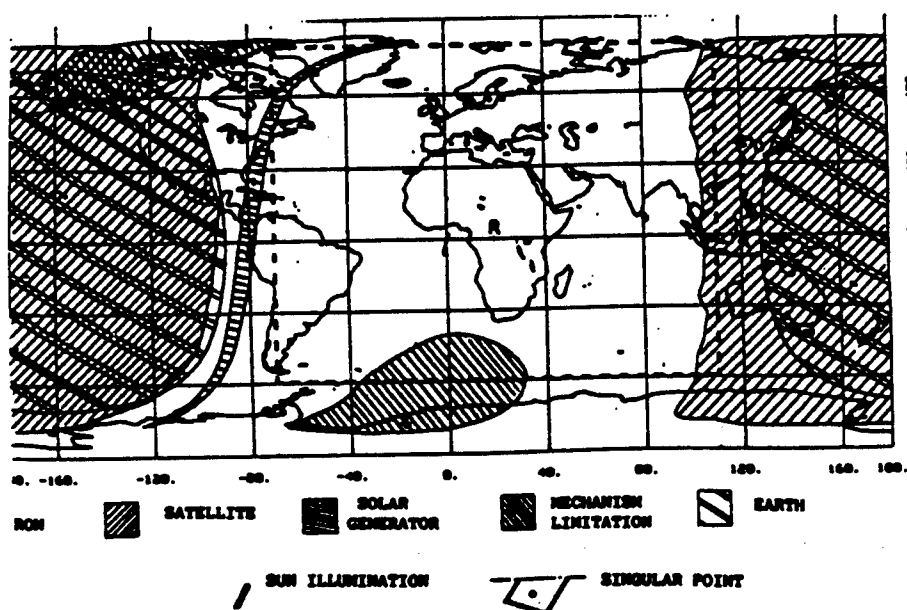 R
-160. -120. -80. -40. 0. 40. 80. 120. 160. 180.
SATELLITE
SOLAR
GENERATOR
MECHANISM
LIMITATION
EARTH
SUN ILLUMINATION
SINGULAR POINT